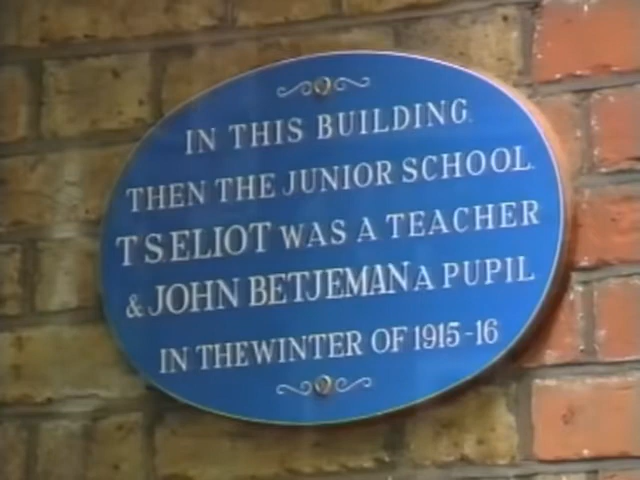 IN THIS BUILDING
THEN THE JUNIOR SCHOOL
T S ELIOT WAS A TEACHER
& JOHN BETJEMAN A PUPIL
IN THE WINTER OF 1915-16